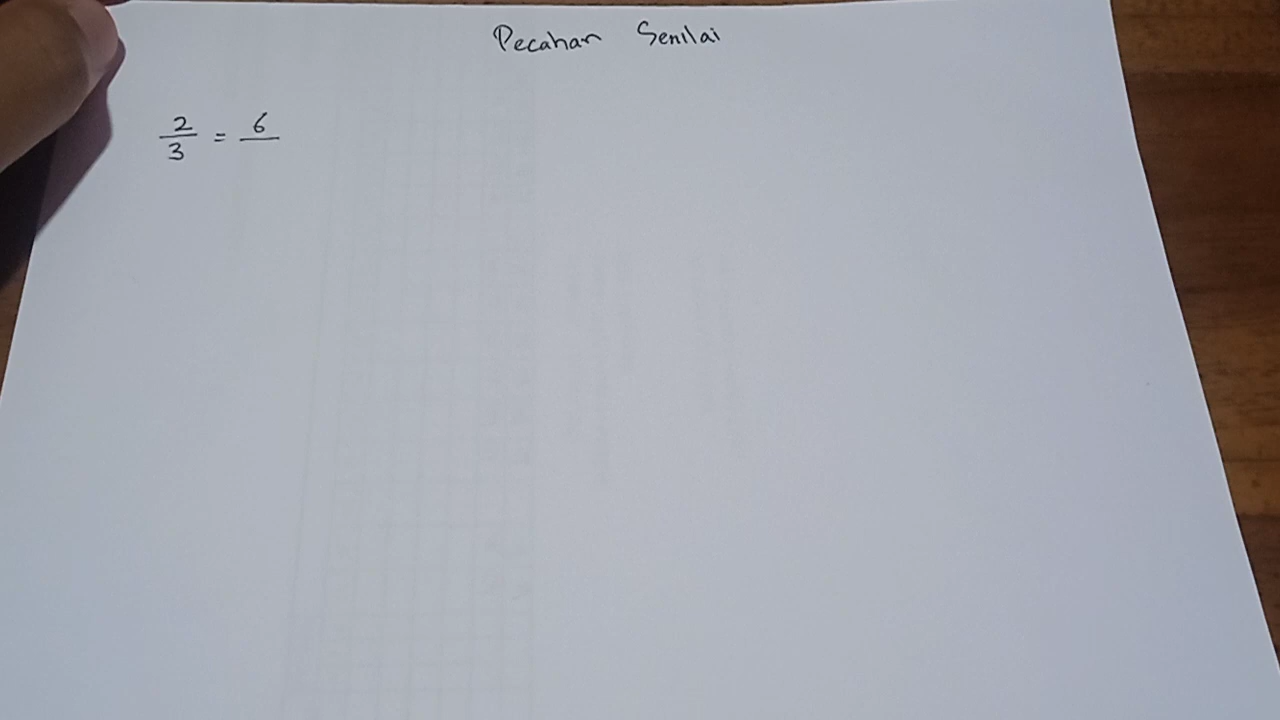 Pecahan Senilai
2/3 = 6/